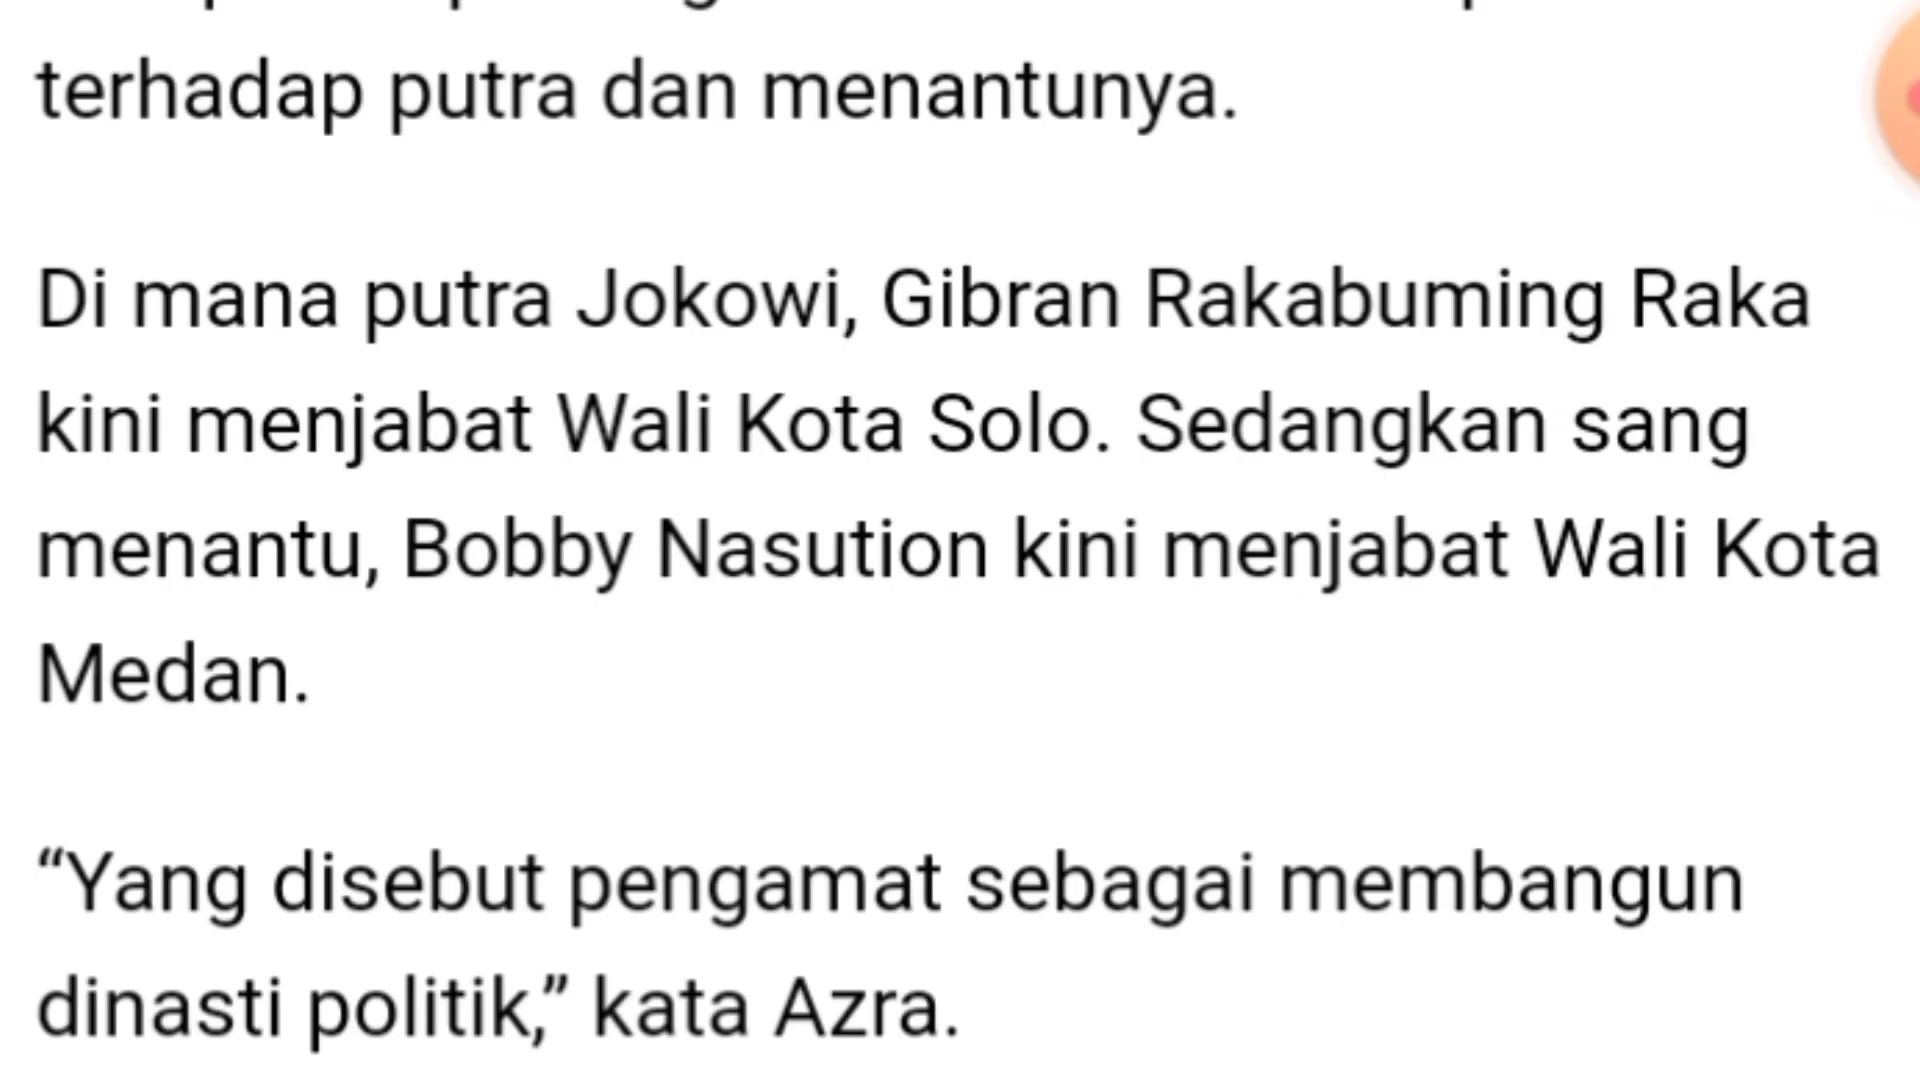 terhadap putra dan menantunya.
Di mana putra Jokowi, Gibran Rakabuming Raka
kini menjabat Wali Kota Solo. Sedangkan sang
menantu, Bobby Nasution kini menjabat Wali Kota
Medan.
“Yang disebut pengamat sebagai membangun
dinasti politik,” kata Azra.